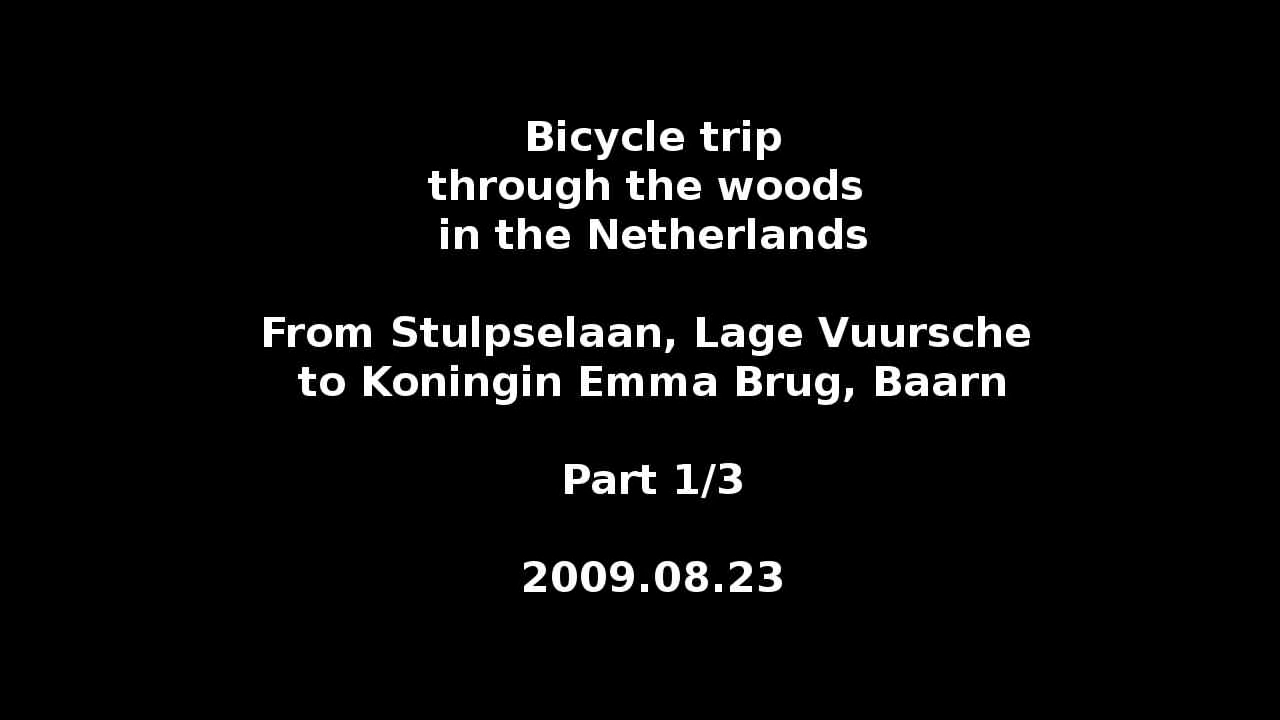 Bicycle trip
through the woods
in the Netherlands
From Stulpselaan, Lage Vuursche
to Koningin Emma Brug, Baarn
Part 1/3
2009.08.23